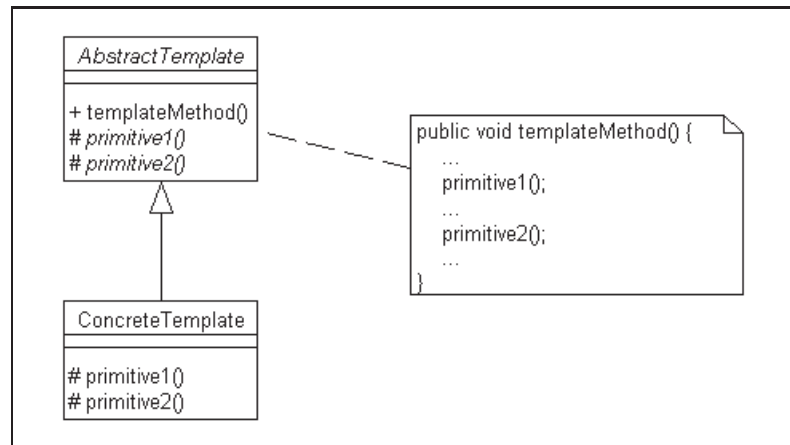 AbstractTemplate
+ templateMethod()
# primitive1()
# primitive2()
public void templateMethod() {
...
primitive1();
...
primitive2();
...
}
ConcreteTemplate
# primitive1()
# primitive2()